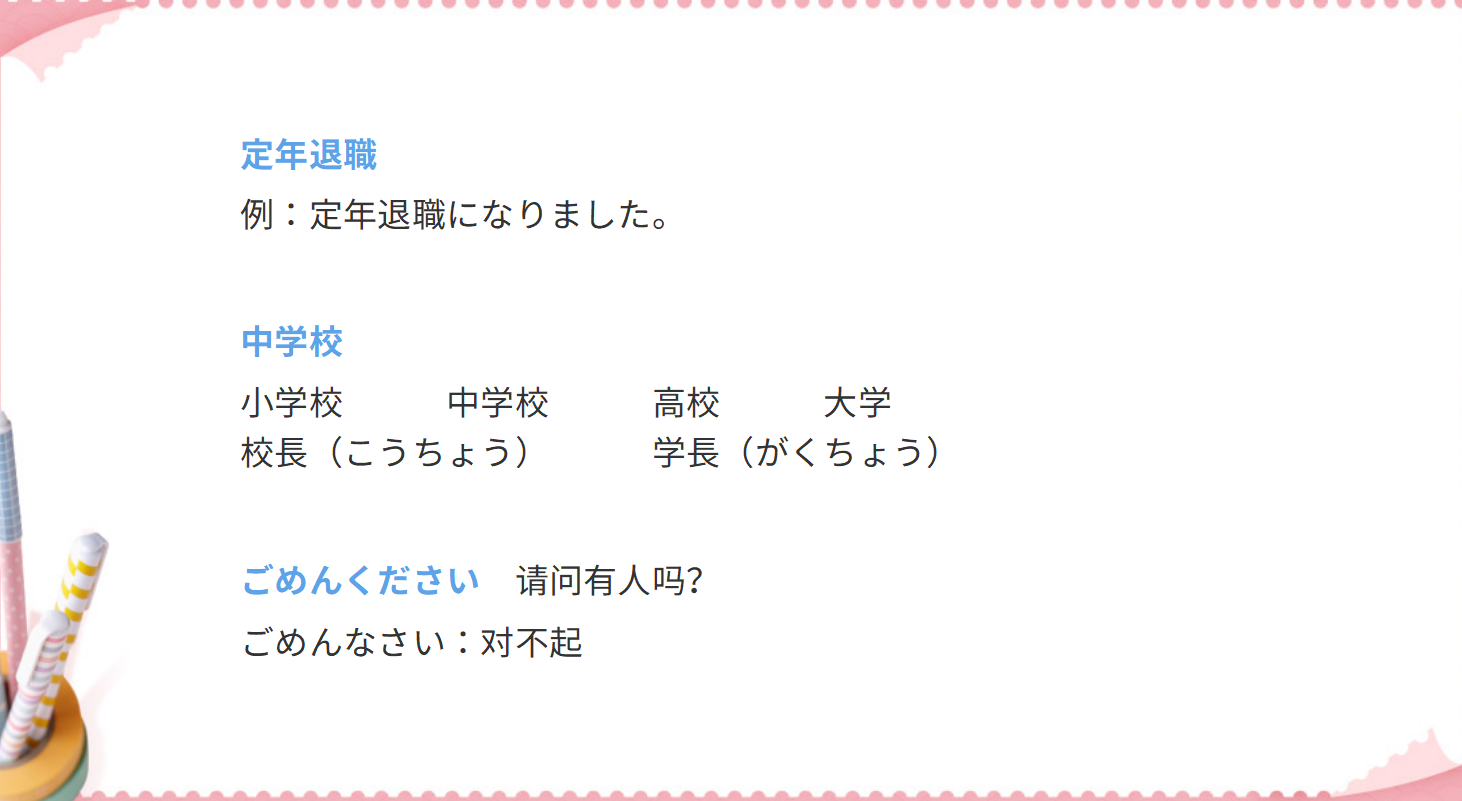 定年退職
例：定年退職になりました。
中学校
小学校　　　中学校　　　高校　　　大学
校長（こうちょう）　　　学長（がくちょう）
ごめんください　请问有人吗?
ごめんなさい：对不起